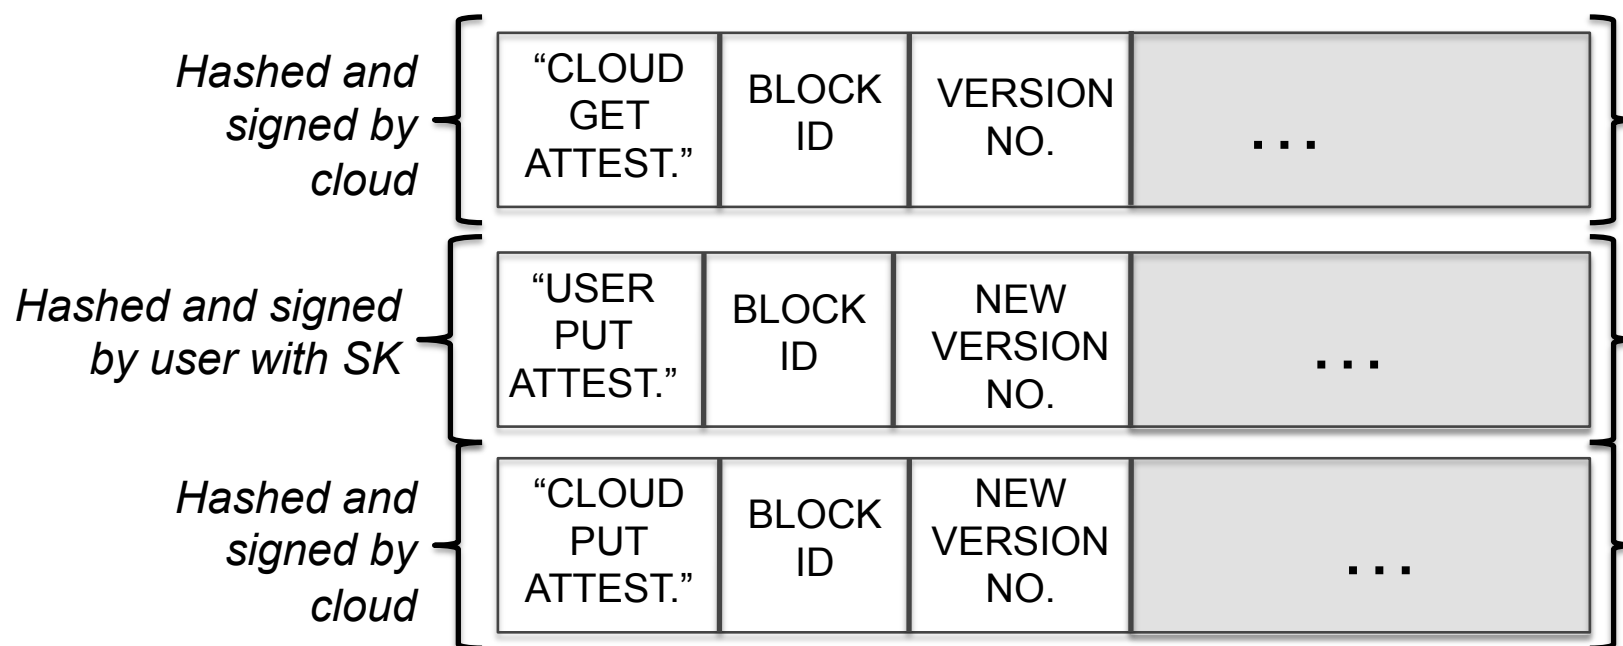 Hashed and
signed by
cloud
“CLOUD
GET
ATTEST.”
BLOCK
ID
VERSION
NO.
...
Hashed and signed
by user with SK
“USER
PUT
ATTEST.”
BLOCK
ID
NEW
VERSION
NO.
...
Hashed and
signed by
cloud
“CLOUD
PUT
ATTEST.”
BLOCK
ID
NEW
VERSION
NO.
...